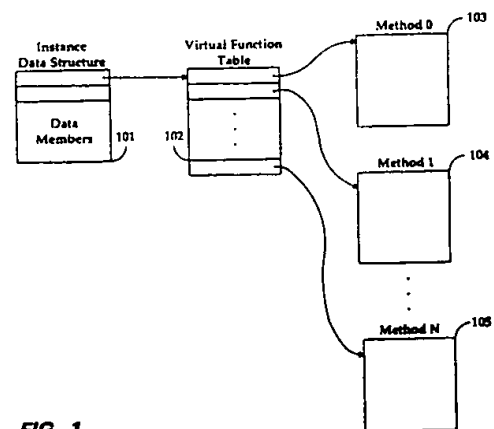 Instance
Data Structure
Data
Members
101
Virtual Function
Table
102
Method 0
103
Method 1
104
Method N
105
FIG. 1